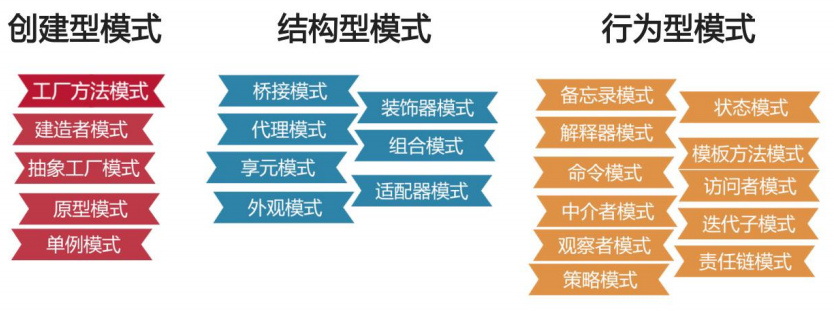 创建型模式
工厂方法模式
建造者模式
抽象工厂模式
原型模式
单例模式
结构型模式
桥接模式
装饰器模式
代理模式
组合模式
享元模式
适配器模式
外观模式
行为型模式
备忘录模式
状态模式
解释器模式
模板方法模式
命令模式
访问者模式
中介者模式
迭代子模式
观察者模式
责任链模式
策略模式